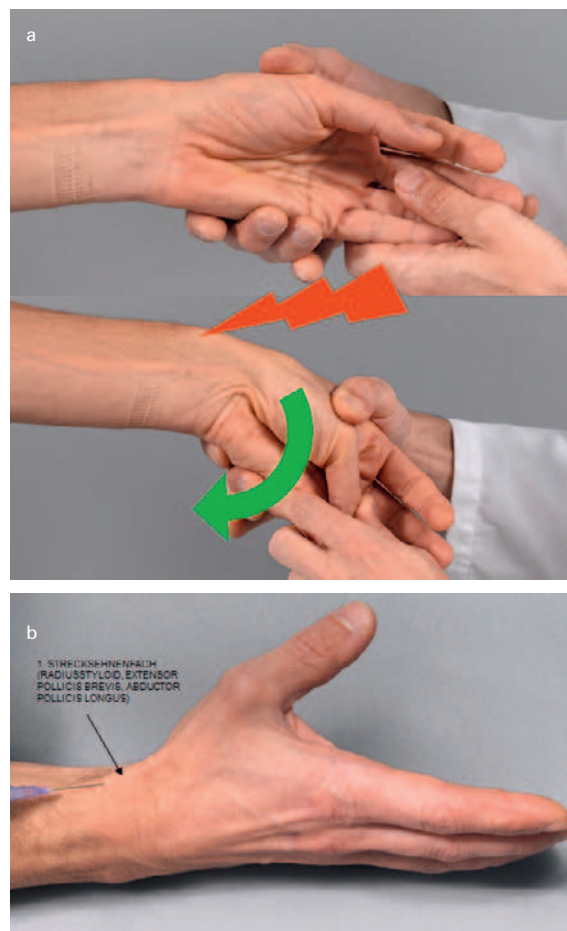 a
b
1. STRECKSEHNENFACH
(RADIUSSTYLOID, EXTENSOR
POLLICIS BREVIS, ABDUCTOR
POLLICIS LONGUS)